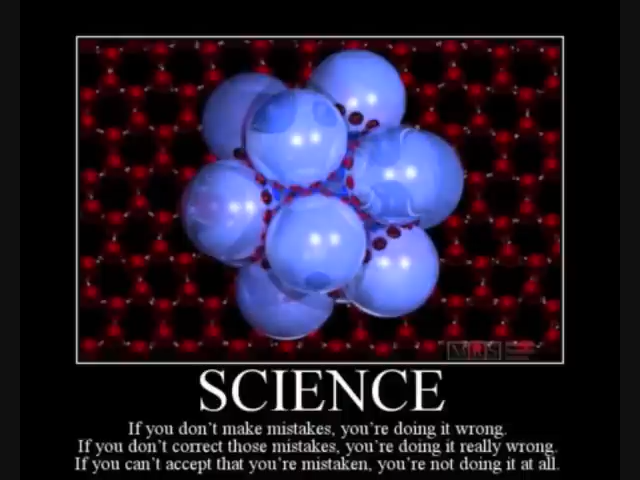 SCIENCE
If you don't make mistakes, you're doing it wrong.
If you don't correct those mistakes, you're doing it really wrong.
If you can't accept that you're mistaken, you're not doing it at all.